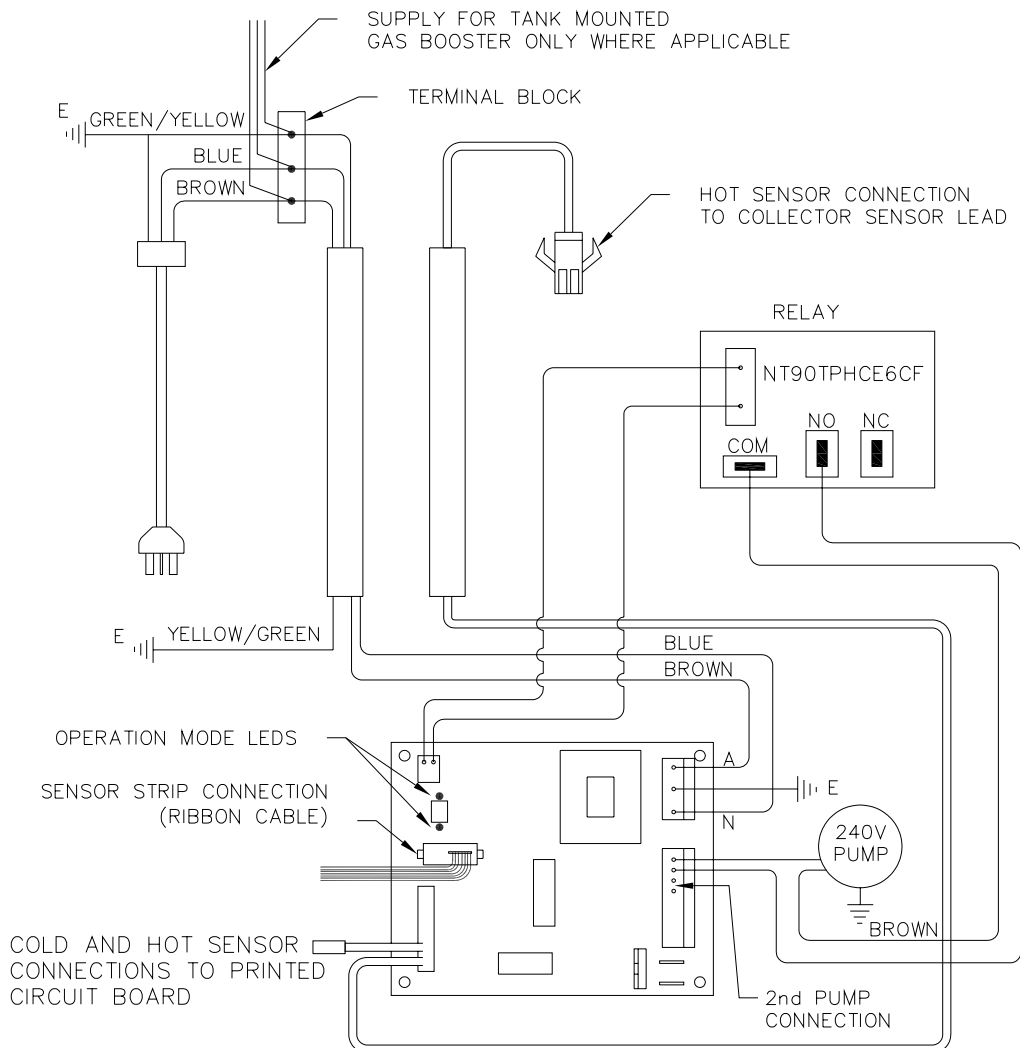 SUPPLY FOR TANK MOUNTED
GAS BOOSTER ONLY WHERE APPLICABLE
TERMINAL BLOCK
E
GREEN/YELLOW
BLUE
BROWN
HOT SENSOR CONNECTION
TO COLLECTOR SENSOR LEAD
RELAY
NT90TPHCE6CF
NO
NC
COM
E
YELLOW/GREEN
BLUE
BROWN
OPERATION MODE LEDS
SENSOR STRIP CONNECTION
(RIBBON CABLE)
A
E
N
240V
PUMP
BROWN
COLD AND HOT SENSOR
CONNECTIONS TO PRINTED
CIRCUIT BOARD
2nd PUMP
CONNECTION